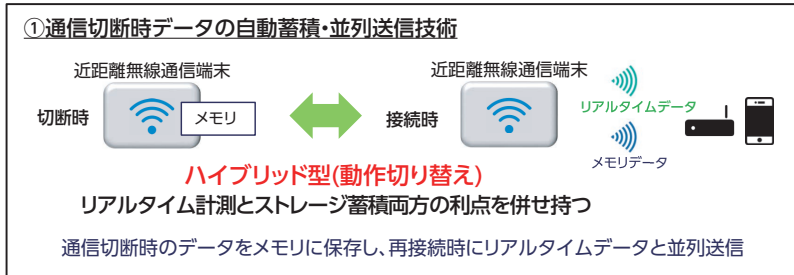 ①通信切断時データの自動蓄積・並列送信技術
近距離無線通信端末
切断時
メモリ
近距離無線通信端末
接続時
リアルタイムデータ
メモリデータ
ハイブリッド型(動作切り替え)
リアルタイム計測とストレージ蓄積両方の利点を併せ持つ
通信切断時のデータをメモリに保存し、再接続時にリアルタイムデータと並列送信